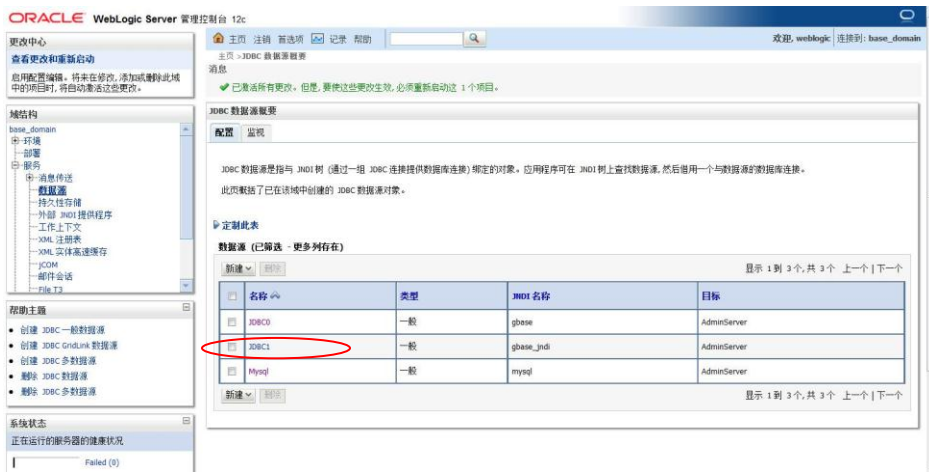 ORACLE WebLogic Server 管理控制台 12c
更改中心
查看更改和重新启动
启用配置编辑。将来在修改,添加或删除此域
中的项目时,将自动激活这些更改。
域结构
base_domain
环境
部署
服务
消息传送
数据源
持久性存储
外部 JNDI 提供程序
工作上下文
XML 注册表
XML 实体高速缓存
jCOM
邮件会话
File T3
帮助主题
创建 JDBC 一般数据源
创建 JDBC GridLink 数据源
创建 JDBC 多数据源
删除 JDBC 数据源
删除 JDBC 多数据源
系统状态
正在运行的服务器的健康状况
Failed (0)
主页 注销 首选项 记录 帮助
欢迎, weblogic 连接到: base_domain
主页 >JDBC 数据源概要
消息
已激活所有更改。但是, 要使这些更改生效, 必须重新启动这 1 个项目。
JDBC 数据源概要
配置 监视
JDBC 数据源是指与 JNDI 树 (通过一组 JDBC 连接提供数据库连接) 绑定的对象。应用程序可在 JNDI 树上查找数据源, 然后借用一个与数据源的数据库连接。
此页概括了已在该域中创建的 JDBC 数据源对象。
定制此表
数据源 (已筛选 - 更多列存在)
新建 删除 显示 1 到 3 个,共 3 个 上一个 | 下一个
名称 类型 JNDI 名称 目标
JDBC0 一般 gbase AdminServer
JDBC1 一般 gbase_jndi AdminServer
Mysql 一般 mysql AdminServer
新建 删除 显示 1 到 3 个,共 3 个 上一个 | 下一个